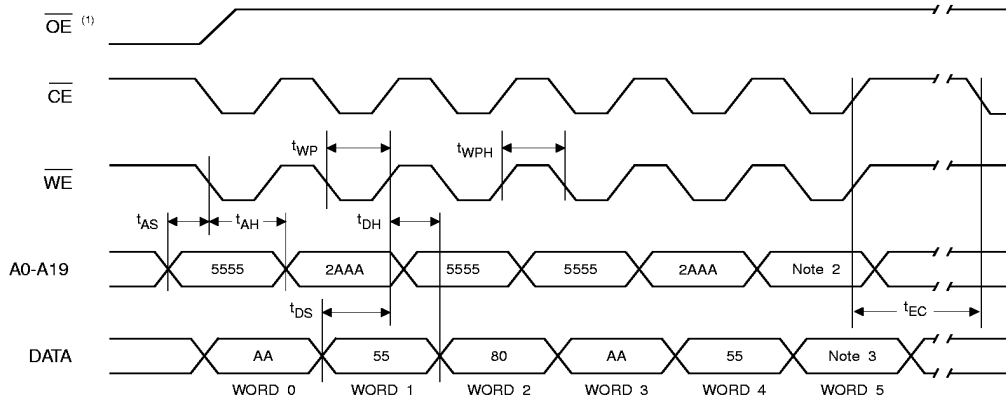 OE (1)
CE
tWP
tWPH
WE
tAS
tAH
tDH
A0-A19
5555
2AAA
5555
5555
2AAA
Note 2
tDS
tEC
DATA
AA
55
80
AA
55
Note 3
WORD 0
WORD 1
WORD 2
WORD 3
WORD 4
WORD 5